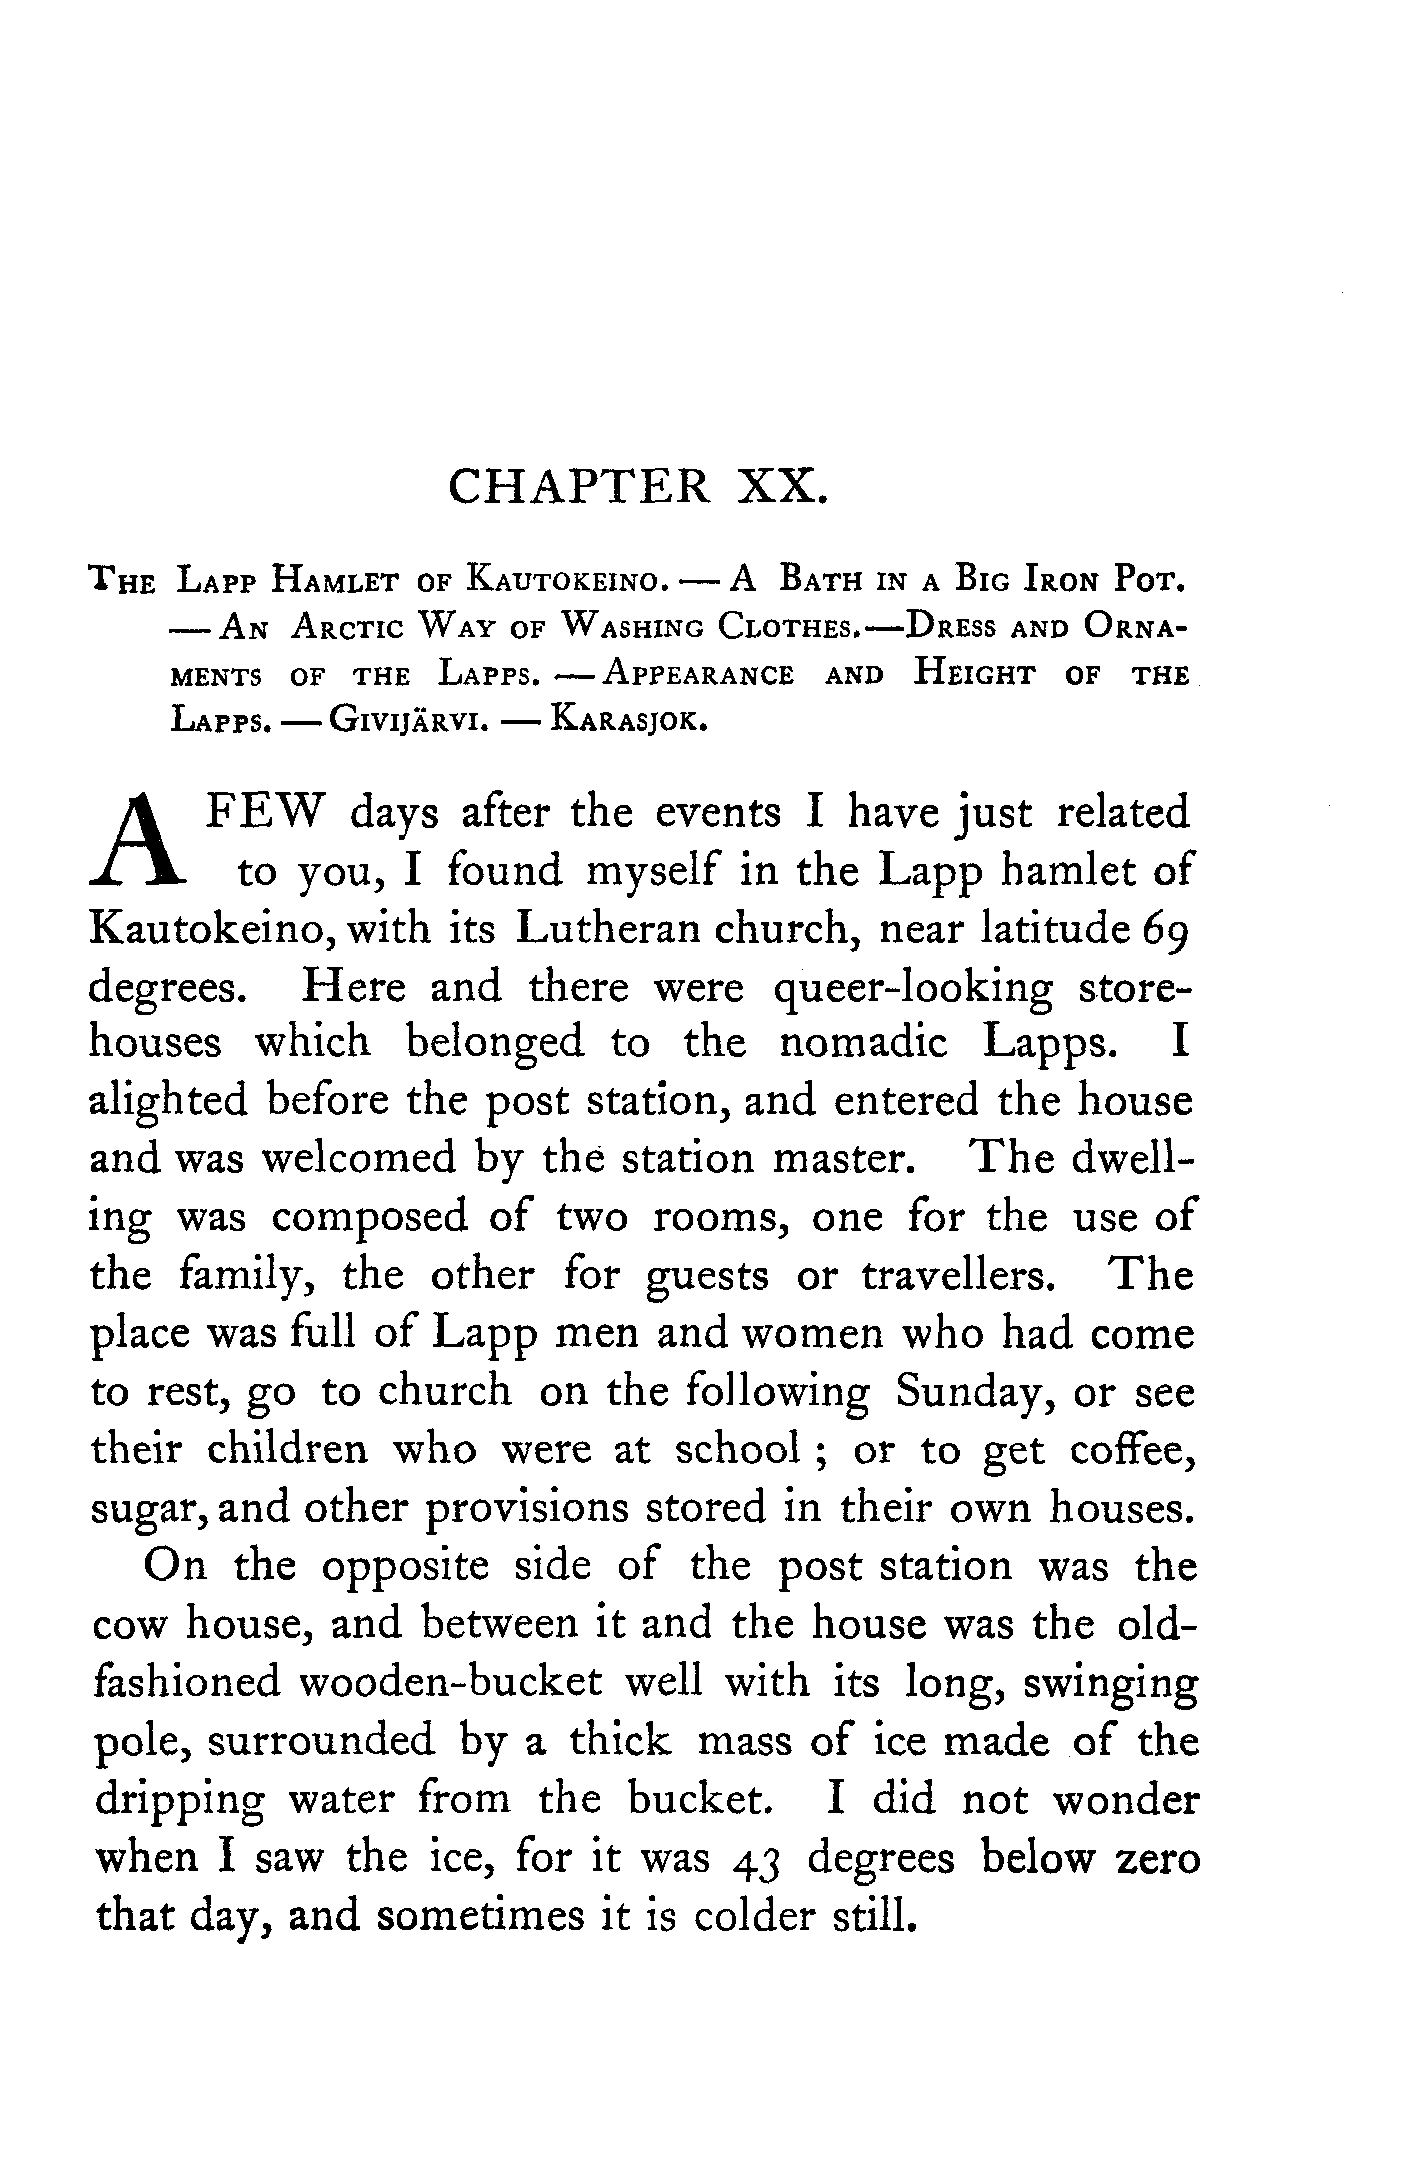 CHAPTER XX.
The Lapp Hamlet of Kautokeino. — A Bath in a Big Iron Pot.
— An Arctic Way of Washing Clothes.—Dress and Orna-
ments of the Lapps. — Appearance and Height of the
Lapps. — Givijärvi. — Karasjok.
A FEW days after the events I have just related
to you, I found myself in the Lapp hamlet of
Kautokeino, with its Lutheran church, near latitude 69
degrees. Here and there were queer-looking store-
houses which belonged to the nomadic Lapps. I
alighted before the post station, and entered the house
and was welcomed by the station master. The dwell-
ing was composed of two rooms, one for the use of
the family, the other for guests or travellers. The
place was full of Lapp men and women who had come
to rest, go to church on the following Sunday, or see
their children who were at school ; or to get coffee,
sugar, and other provisions stored in their own houses.
On the opposite side of the post station was the
cow house, and between it and the house was the old-
fashioned wooden-bucket well with its long, swinging
pole, surrounded by a thick mass of ice made of the
dripping water from the bucket. I did not wonder
when I saw the ice, for it was 43 degrees below zero
that day, and sometimes it is colder still.